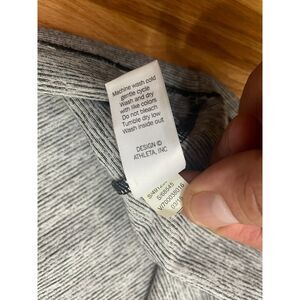 Machine wash cold
gentle cycle
Wash and dry
with like colors
Do not bleach
Tumble dry low
Wash inside out
DESIGN ©
ATHLETA, INC.